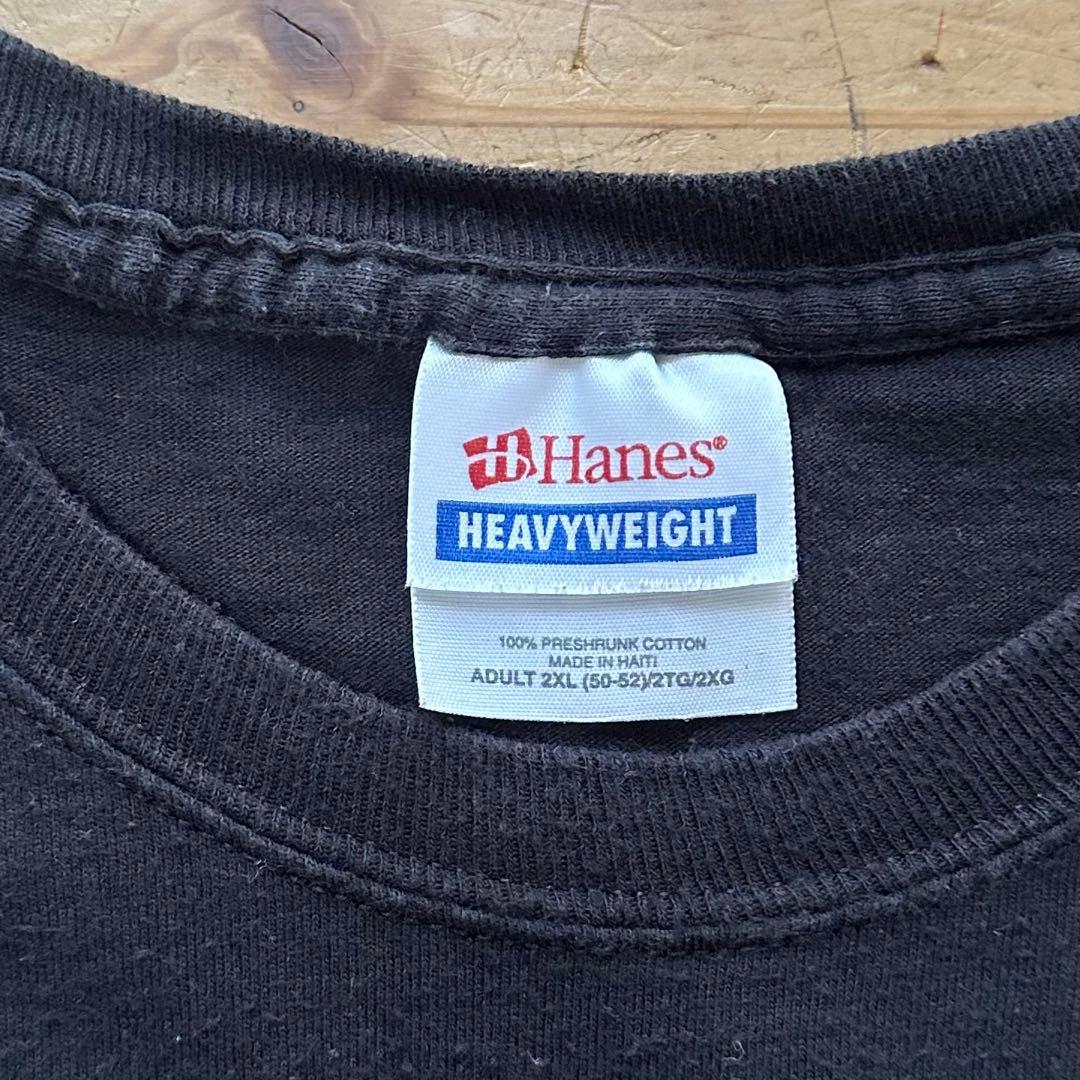 H Hanes®
HEAVYWEIGHT
100% PRESHRUNK COTTON
MADE IN HAITI
ADULT 2XL (50-52)/2TG/2XG